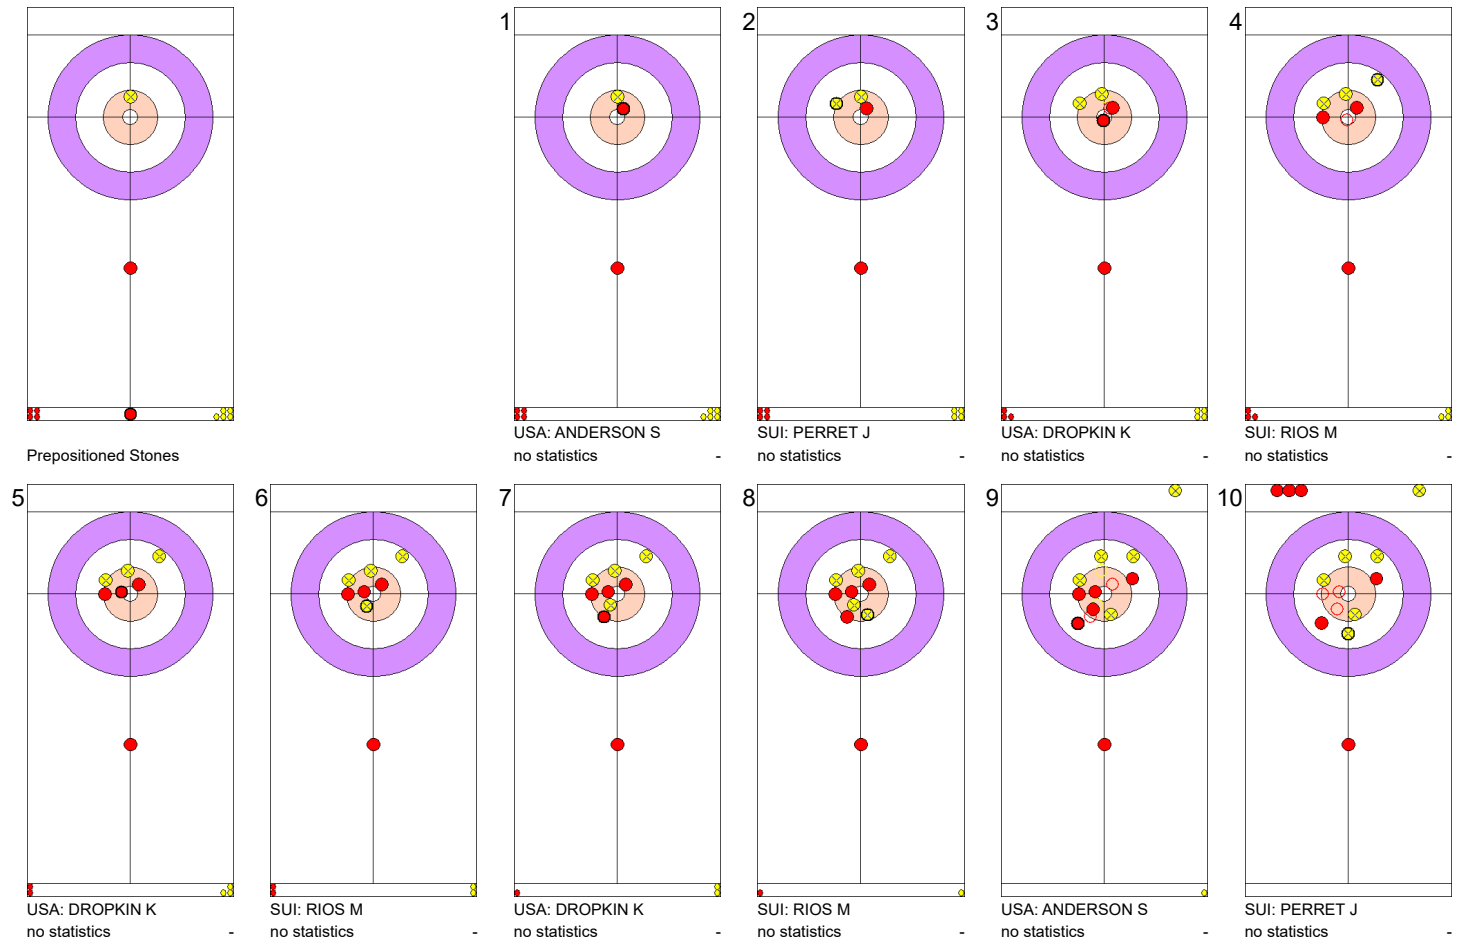 1
2
3
4
Prepositioned Stones
USA: ANDERSON S
no statistics -
SUI: PERRET J
no statistics -
USA: DROPKIN K
no statistics -
SUI: RIOS M
no statistics -
5
6
7
8
9
10
USA: DROPKIN K
no statistics -
SUI: RIOS M
no statistics -
USA: DROPKIN K
no statistics -
SUI: RIOS M
no statistics -
USA: ANDERSON S
no statistics -
SUI: PERRET J
no statistics -